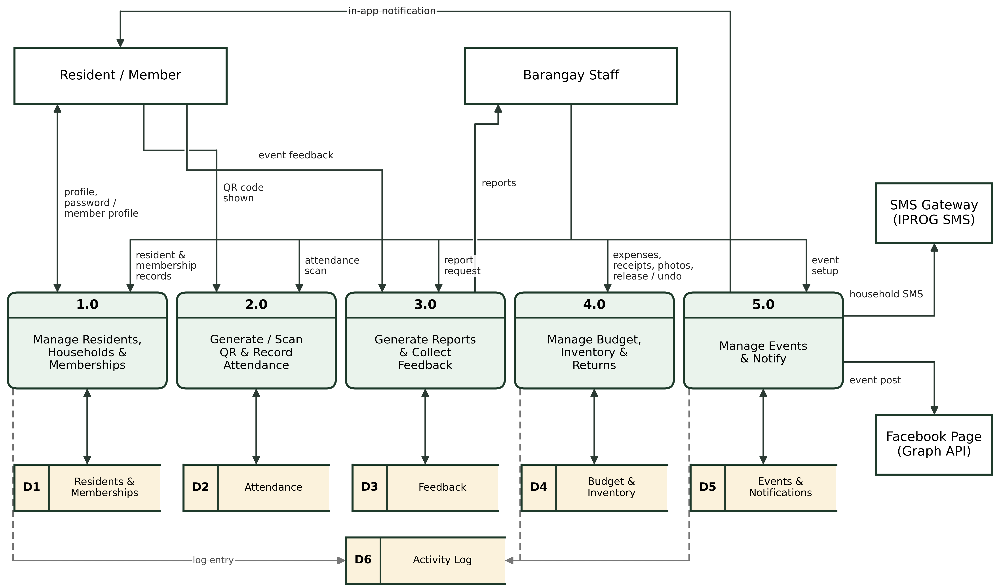 in-app notification
Resident / Member
Barangay Staff
event feedback
reports
QR code
shown
profile,
password /
member profile
SMS Gateway
(IPROG SMS)
resident &
membership
records
attendance
scan
report
request
expenses,
receipts, photos,
release / undo
event
setup
household SMS
1.0
Manage Residents,
Households &
Memberships
2.0
Generate / Scan
QR & Record
Attendance
3.0
Generate Reports
& Collect
Feedback
4.0
Manage Budget,
Inventory &
Returns
5.0
Manage Events
& Notify
event post
Facebook Page
(Graph API)
D1
Residents &
Memberships
D2
Attendance
D3
Feedback
D4
Budget &
Inventory
D5
Events &
Notifications
log entry
D6
Activity Log